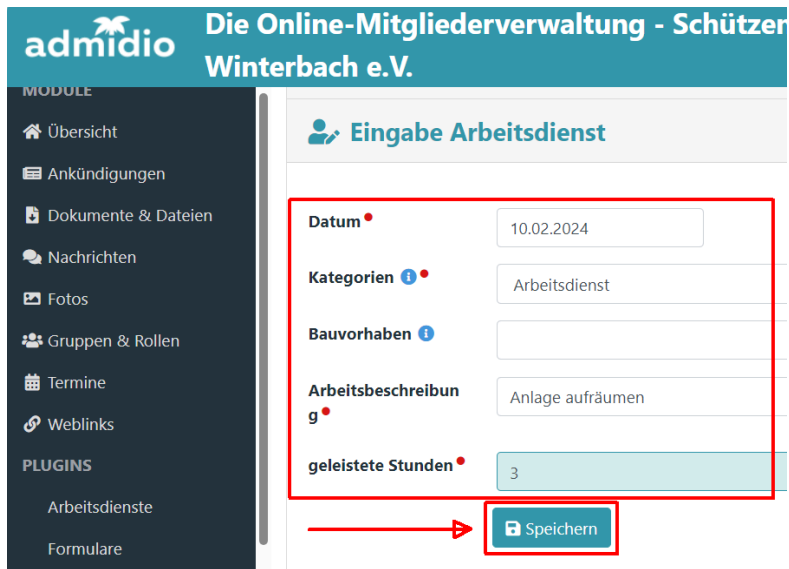 admidio
Die Online-Mitgliederverwaltung - Schützen
Winterbach e.V.
MODULE
Übersicht
Ankündigungen
Dokumente & Dateien
Nachrichten
Fotos
Gruppen & Rollen
Termine
Weblinks
PLUGINS
Arbeitsdienste
Formulare
Eingabe Arbeitsdienst
Datum
10.02.2024
Kategorien
Arbeitsdienst
Bauvorhaben
Arbeitsbeschreibun
g
Anlage aufräumen
geleistete Stunden
3
Speichern